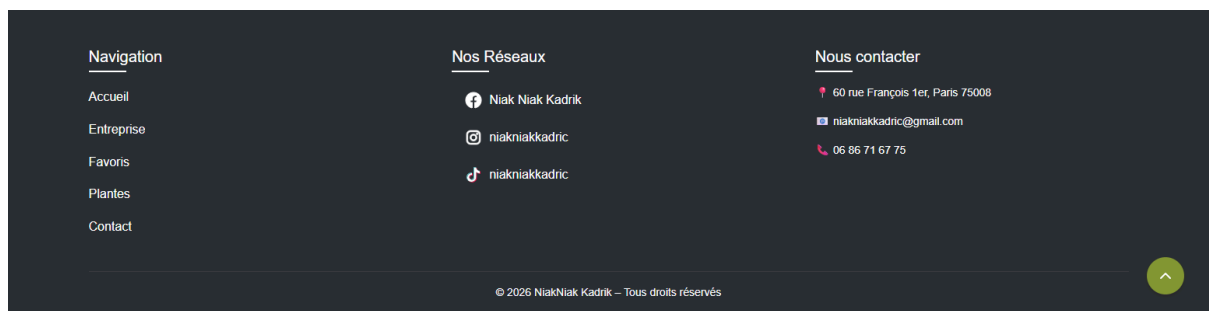 Navigation
Accueil
Entreprise
Favoris
Plantes
Contact
Nos Réseaux
Niak Niak Kadrik
niakniakkadric
niakniakkadric
Nous contacter
60 rue François 1er, Paris 75008
niakniakkadric@gmail.com
06 86 71 67 75
© 2026 NiakNiak Kadrik – Tous droits réservés